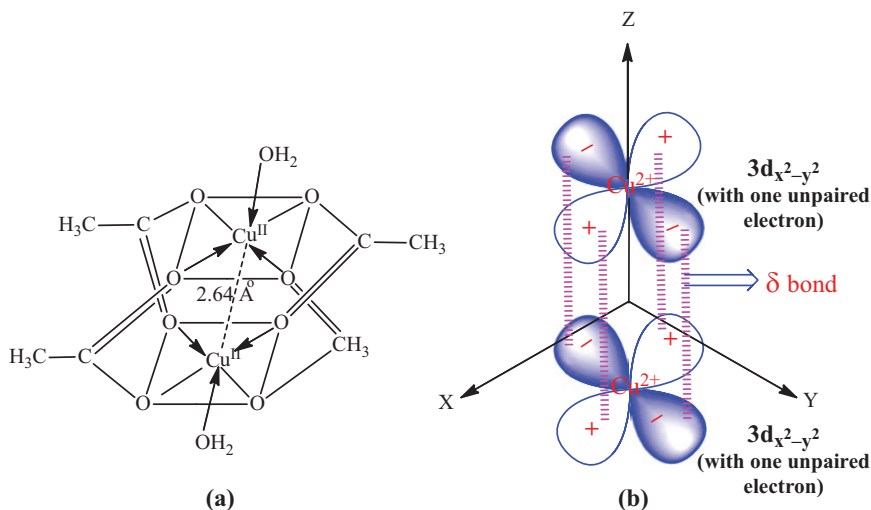 OH₂
O
O
H₃C
C
Cuᴵᴵ
C
CH₃
O
O
2.64 Å
O
O
H₃C
C
Cuᴵᴵ
CH₃
O
O
OH₂
(a)
Z
–
+
Cu²⁺
3dx²–y²
(with one unpaired
electron)
+
–
δ bond
–
+
X
Cu²⁺
Y
+
–
3dx²–y²
(with one unpaired
electron)
(b)